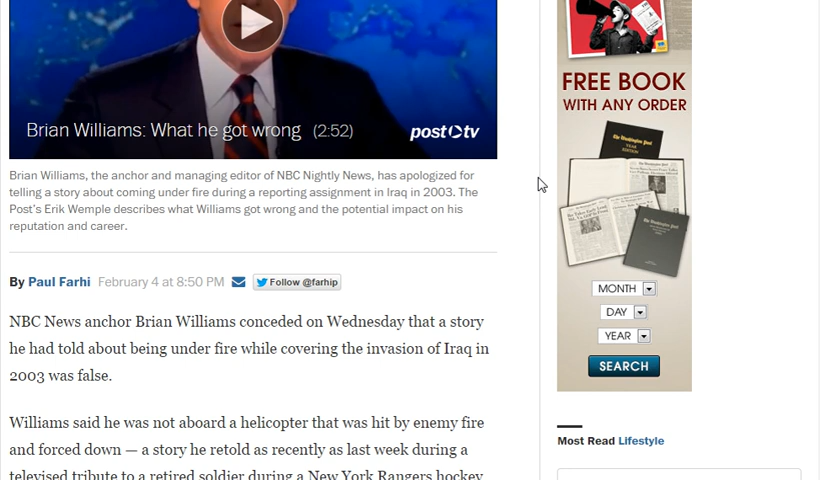 Brian Williams: What he got wrong (2:52)
post tv
Brian Williams, the anchor and managing editor of NBC Nightly News, has apologized for
telling a story about coming under fire during a reporting assignment in Iraq in 2003. The
Post's Erik Wemple describes what Williams got wrong and the potential impact on his
reputation and career.
By Paul Farhi February 4 at 8:50 PM Follow @farhip
NBC News anchor Brian Williams conceded on Wednesday that a story
he had told about being under fire while covering the invasion of Iraq in
2003 was false.
Williams said he was not aboard a helicopter that was hit by enemy fire
and forced down — a story he retold as recently as last week during a
televised tribute to a retired soldier during a New York Rangers hockey
FREE BOOK
WITH ANY ORDER
The Washington Post
MONTH
DAY
YEAR
SEARCH
Most Read Lifestyle